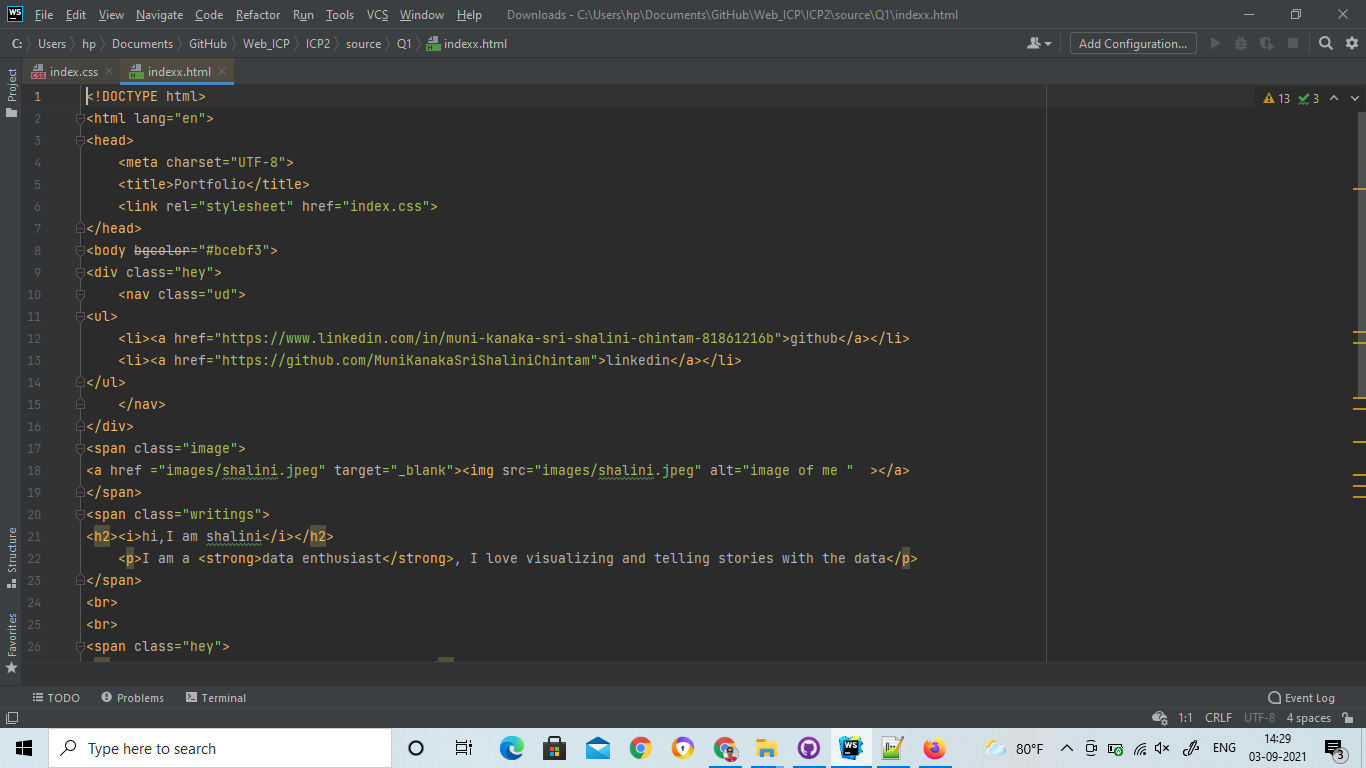 WS File Edit View Navigate Code Refactor Run Tools VCS Window Help Downloads - C:\Users\hp\Documents\GitHub\Web_ICP\ICP2\source\Q1\indexx.html
C: Users hp Documents GitHub Web_ICP ICP2 source Q1 indexx.html Add Configuration...
Project
index.css indexx.html
13 3
1 <!DOCTYPE html>
2 <html lang="en">
3 <head>
4 <meta charset="UTF-8">
5 <title>Portfolio</title>
6 <link rel="stylesheet" href="index.css">
7 </head>
8 <body bgcolor="#bcebf3">
9 <div class="hey">
10 <nav class="ud">
11 <ul>
12 <li><a href="https://www.linkedin.com/in/muni-kanaka-sri-shalini-chintam-81861216b">github</a></li>
13 <li><a href="https://github.com/MuniKanakaSriShaliniChintam">linkedin</a></li>
14 </ul>
15 </nav>
16 </div>
17 <span class="image">
18 <a href ="images/shalini.jpeg" target="_blank"><img src="images/shalini.jpeg" alt="image of me "  ></a>
19 </span>
20 <span class="writings">
21 <h2><i>hi,I am shalini</i></h2>
22 <p>I am a <strong>data enthusiast</strong>, I love visualizing and telling stories with the data</p>
23 </span>
24 <br>
25 <br>
26 <span class="hey">
Structure
Favorites
TODO Problems Terminal Event Log
1:1 CRLF UTF-8 4 spaces
Type here to search
80°F ENG 14:29
03-09-2021 3